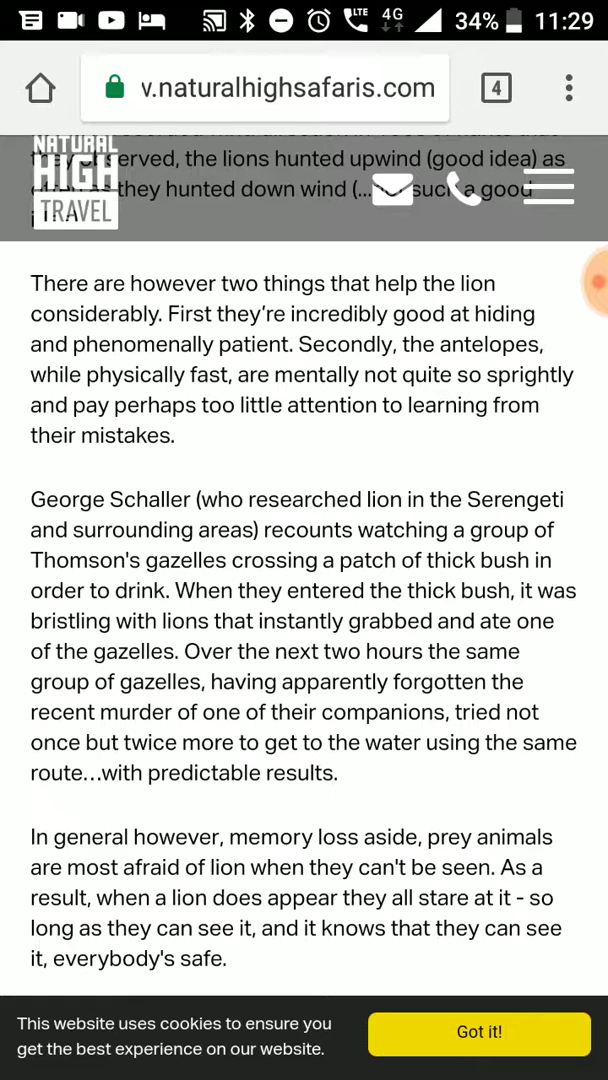 4G
LTE
34%
11:29
v.naturalhighsafaris.com
4
NATURAL
HIGH
TRAVEL
they observed, the lions hunted upwind (good idea) as
often as they hunted down wind (... such a good
There are however two things that help the lion
considerably. First they’re incredibly good at hiding
and phenomenally patient. Secondly, the antelopes,
while physically fast, are mentally not quite so sprightly
and pay perhaps too little attention to learning from
their mistakes.
George Schaller (who researched lion in the Serengeti
and surrounding areas) recounts watching a group of
Thomson's gazelles crossing a patch of thick bush in
order to drink. When they entered the thick bush, it was
bristling with lions that instantly grabbed and ate one
of the gazelles. Over the next two hours the same
group of gazelles, having apparently forgotten the
recent murder of one of their companions, tried not
once but twice more to get to the water using the same
route…with predictable results.
In general however, memory loss aside, prey animals
are most afraid of lion when they can't be seen. As a
result, when a lion does appear they all stare at it - so
long as they can see it, and it knows that they can see
it, everybody's safe.
This website uses cookies to ensure you
get the best experience on our website.
Got it!